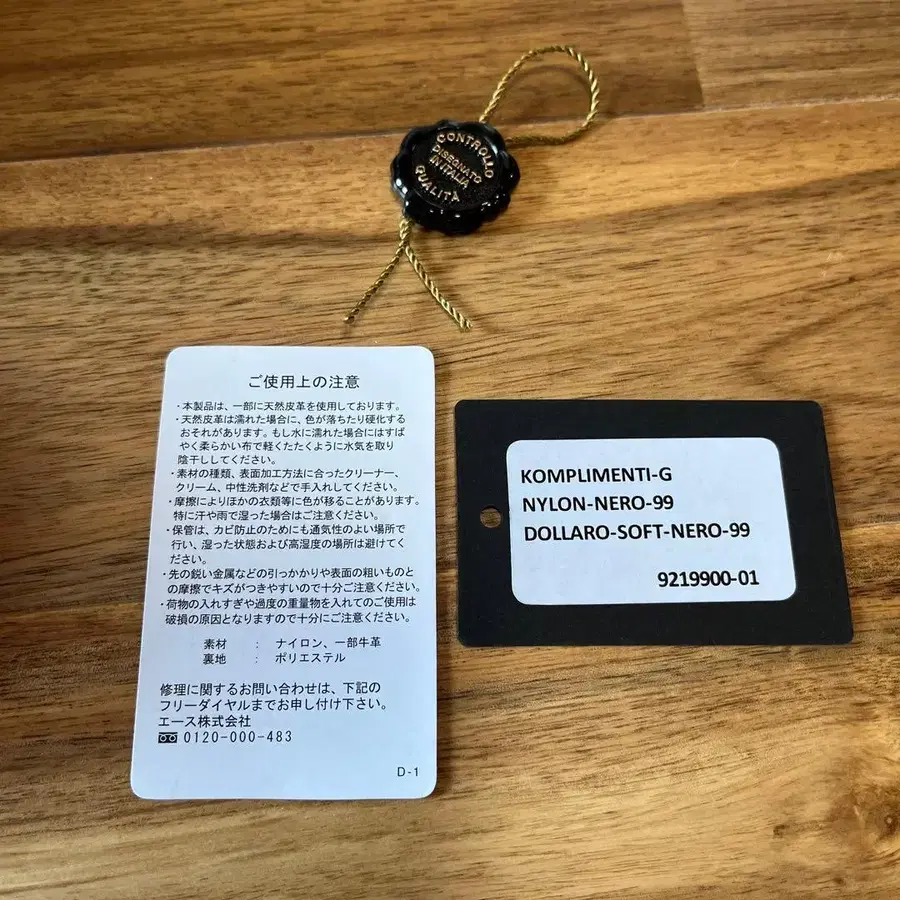 CONTROLLO
DISEGNATO
IN ITALIA
QUALITÀ
ご使用上の注意
・本製品は、一部に天然皮革を使用しております。
・天然皮革は濡れた場合に、色が落ちたり硬化する
おそれがあります。もし水に濡れた場合にはすば
やく柔らかい布で軽くたたくように水気を取り
陰干ししてください。
・素材の種類、表面加工方法に合ったクリーナー、
クリーム、中性洗剤などで手入れしてください。
・摩擦によりほかの衣類等に色が移ることがあります。
特に汗や雨で湿った場合はご注意ください。
・保管は、カビ防止のためにも通気性のよい場所で
行い、湿った状態および高湿度の場所は避けてく
ださい。
・先の鋭い金属などの引っかかりや表面の粗いものと
の摩擦でキズがつきやすいので十分ご注意ください。
・荷物の入れすぎや過度の重量物を入れてのご使用は
破損の原因となりますので十分にご注意ください。
素材 : ナイロン、一部牛革
裏地 : ポリエステル
修理に関するお問い合わせは、下記の
フリーダイヤルまでお申し付け下さい。
エース株式会社
0120-000-483
D-1
KOMPLIMENTI-G
NYLON-NERO-99
DOLLARO-SOFT-NERO-99
9219900-01